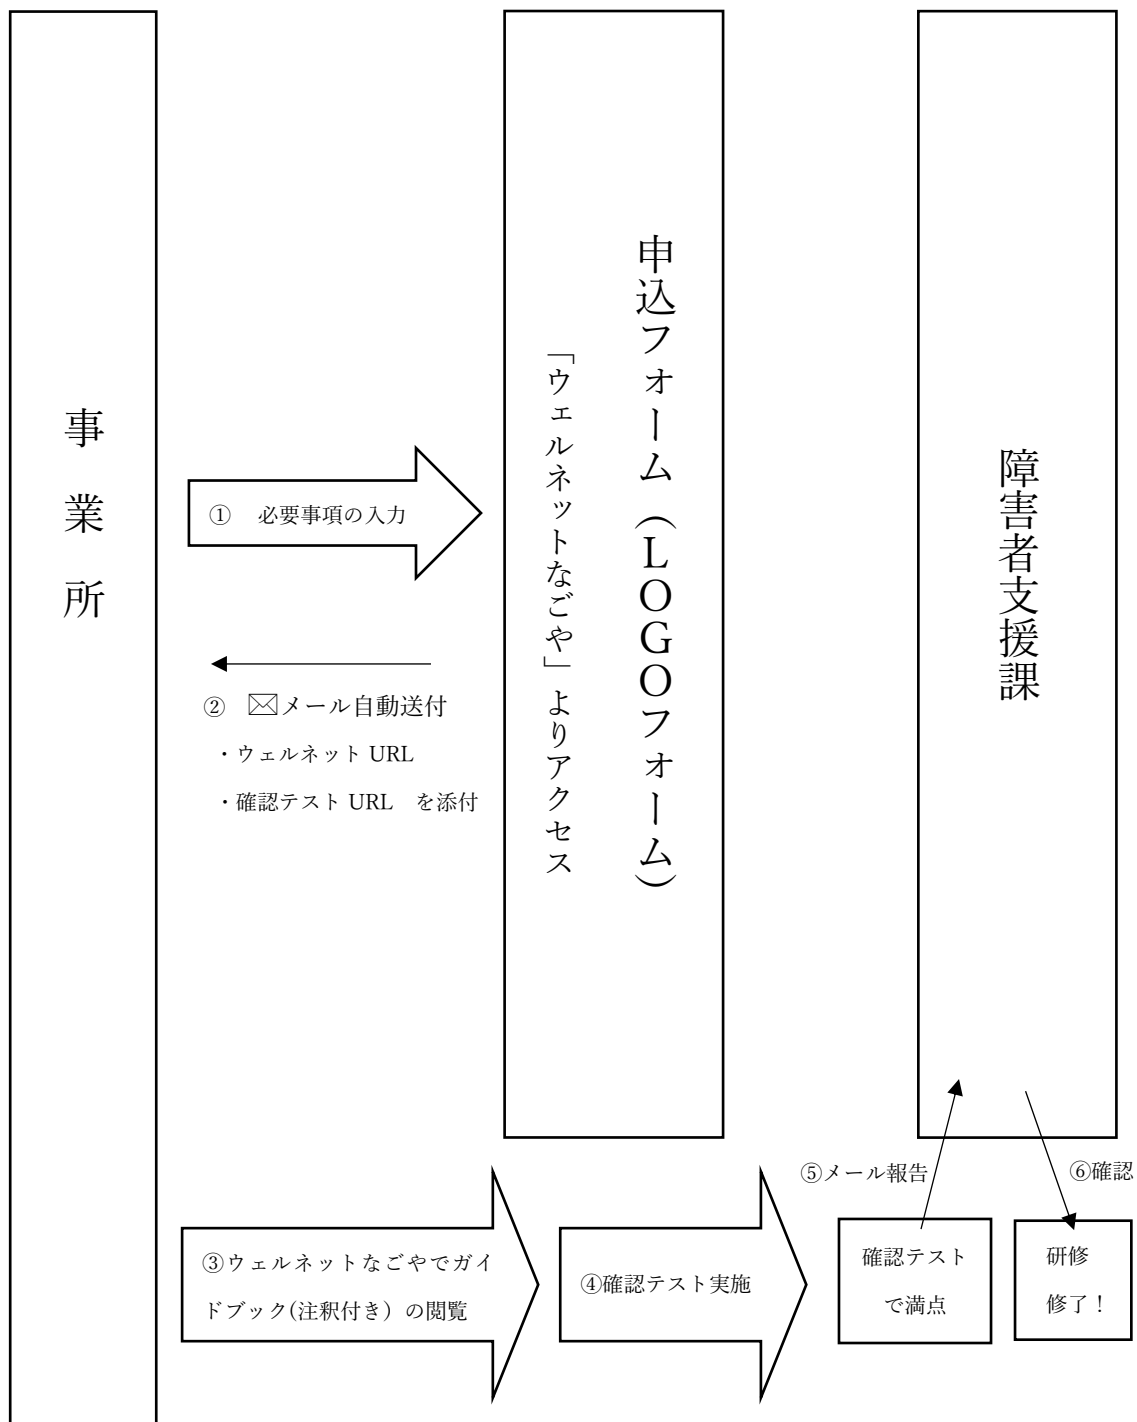 事業所
① 必要事項の入力
② ✉メール自動送付
・ウェルネット URL
・確認テスト URL を添付
申込フォーム（LOGOフォーム）
「ウェルネットなごや」よりアクセス
障害者支援課
③ウェルネットなごやでガイ
ドブック(注釈付き）の閲覧
④確認テスト実施
⑤メール報告
確認テスト
で満点
⑥確認
研修
修了！